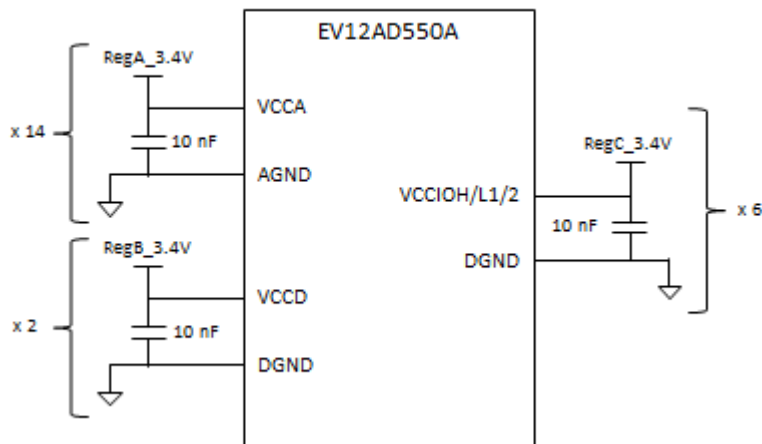 EV12AD550A
RegA_3.4V
VCCA
x 14
10 nF
AGND
RegC_3.4V
VCCIOH/L1/2
x 6
10 nF
DGND
RegB_3.4V
VCCD
x 2
10 nF
DGND